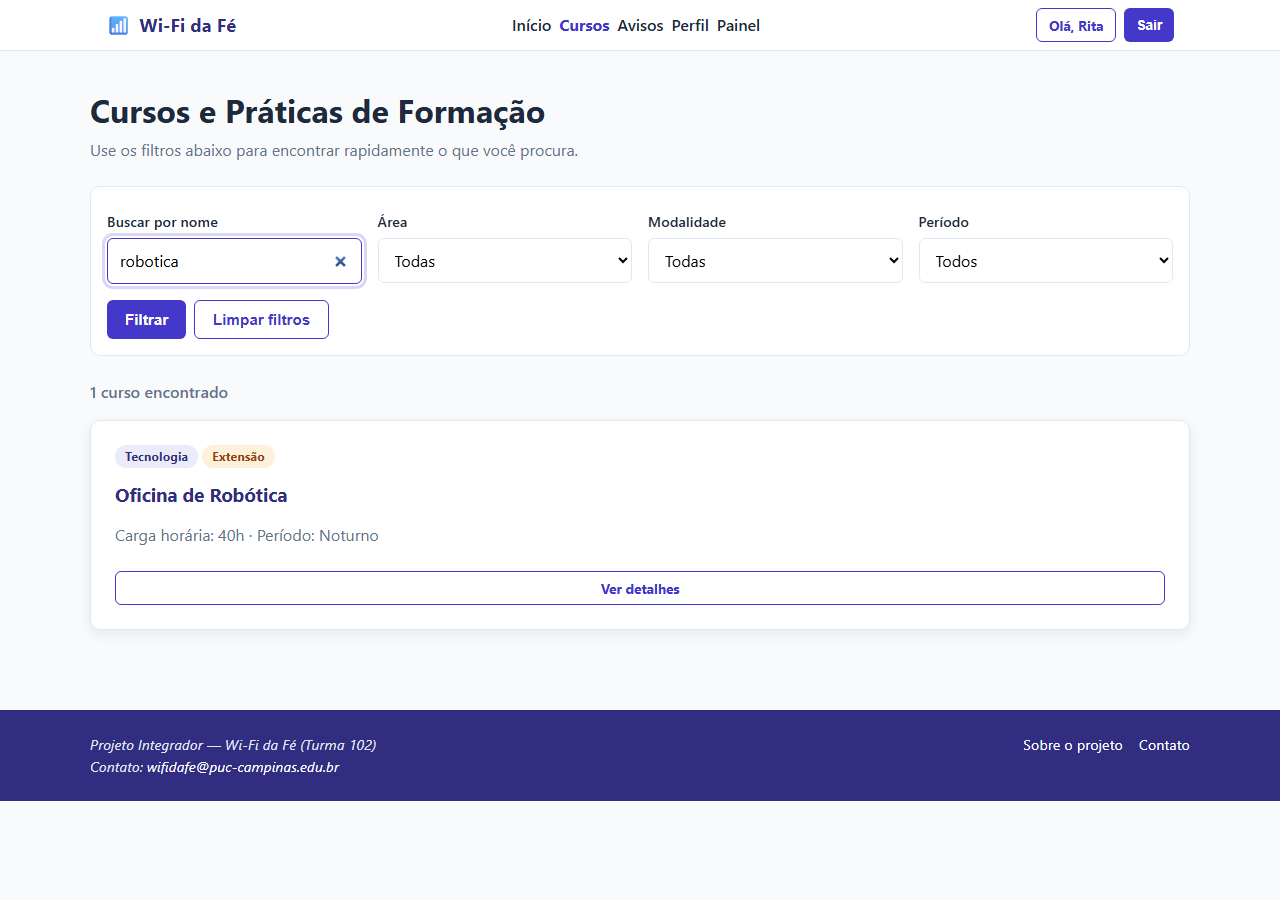 Wi-Fi da Fé
Início Cursos Avisos Perfil Painel
Olá, Rita
Sair
Cursos e Práticas de Formação
Use os filtros abaixo para encontrar rapidamente o que você procura.
Buscar por nome
Área
Modalidade
Período
robotica
Todas
Todas
Todos
Filtrar
Limpar filtros
1 curso encontrado
Tecnologia
Extensão
Oficina de Robótica
Carga horária: 40h · Período: Noturno
Ver detalhes
Projeto Integrador — Wi-Fi da Fé (Turma 102)
Sobre o projeto Contato
Contato: wifidafe@puc-campinas.edu.br